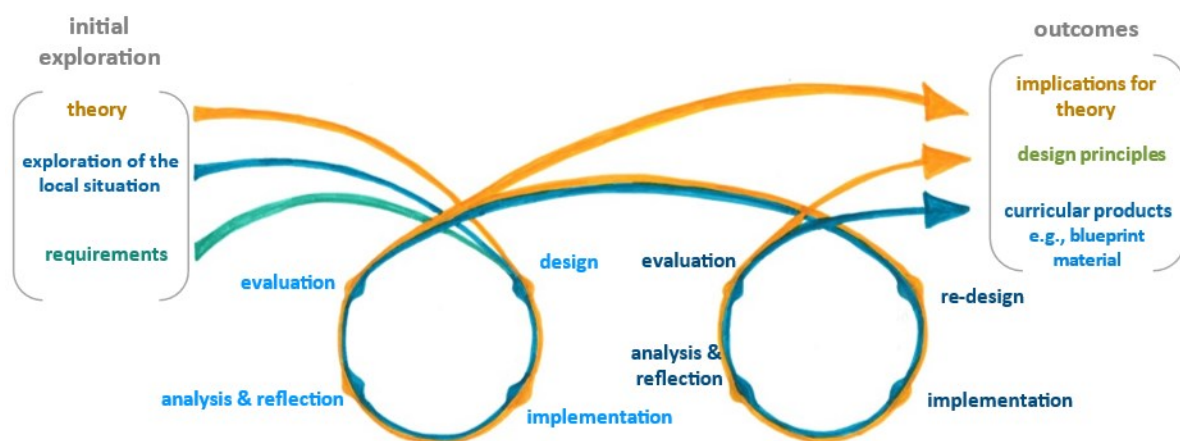 initial
exploration
theory
exploration of the
local situation
requirements
evaluation
design
analysis & reflection
implementation
evaluation
re-design
analysis &
reflection
implementation
outcomes
implications for
theory
design principles
curricular products
e.g., blueprint
material